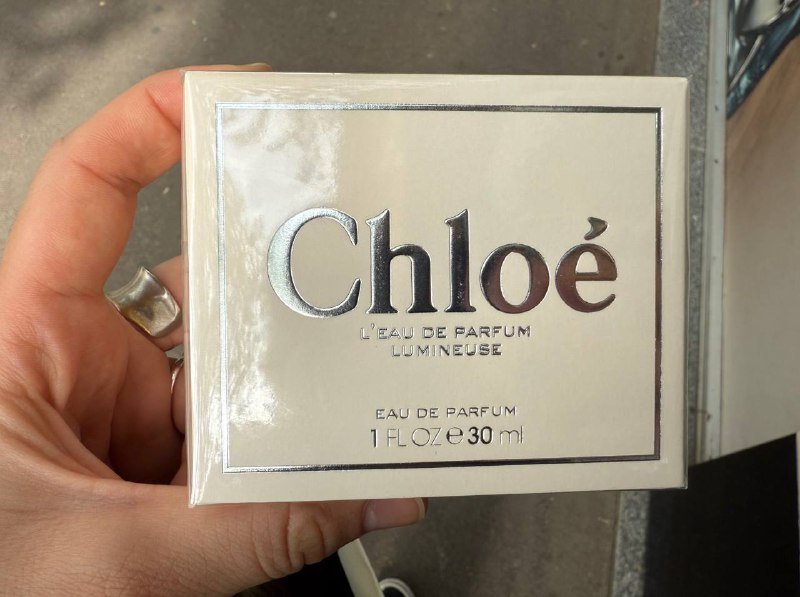 Chloé
L'EAU DE PARFUM
LUMINEUSE
EAU DE PARFUM
1 FL OZ e 30 ml